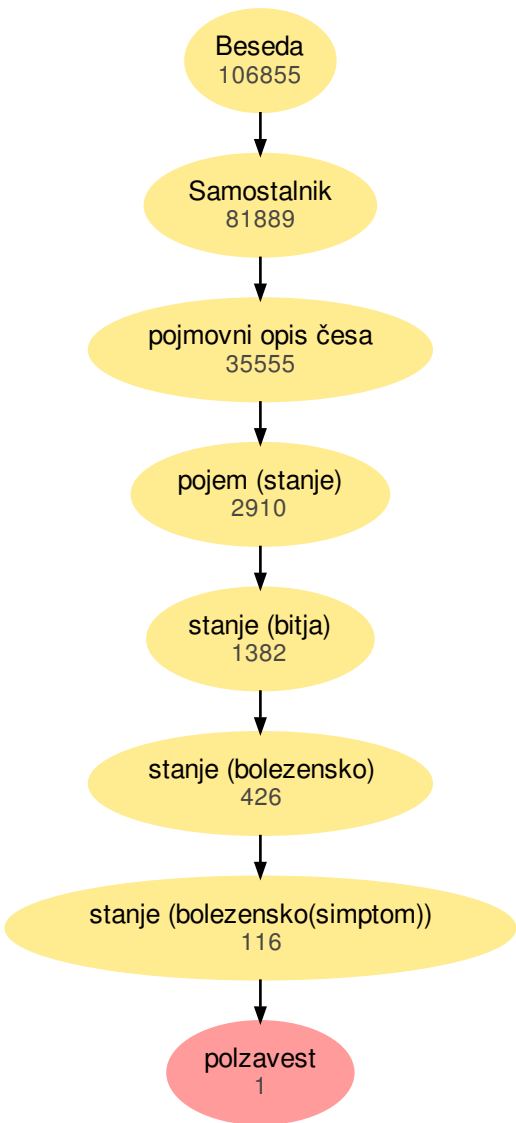 Beseda
106855
Samostalnik
81889
pojmovni opis česa
35555
pojem (stanje)
2910
stanje (bitja)
1382
stanje (bolezensko)
426
stanje (bolezensko(simptom))
116
polzavest
1